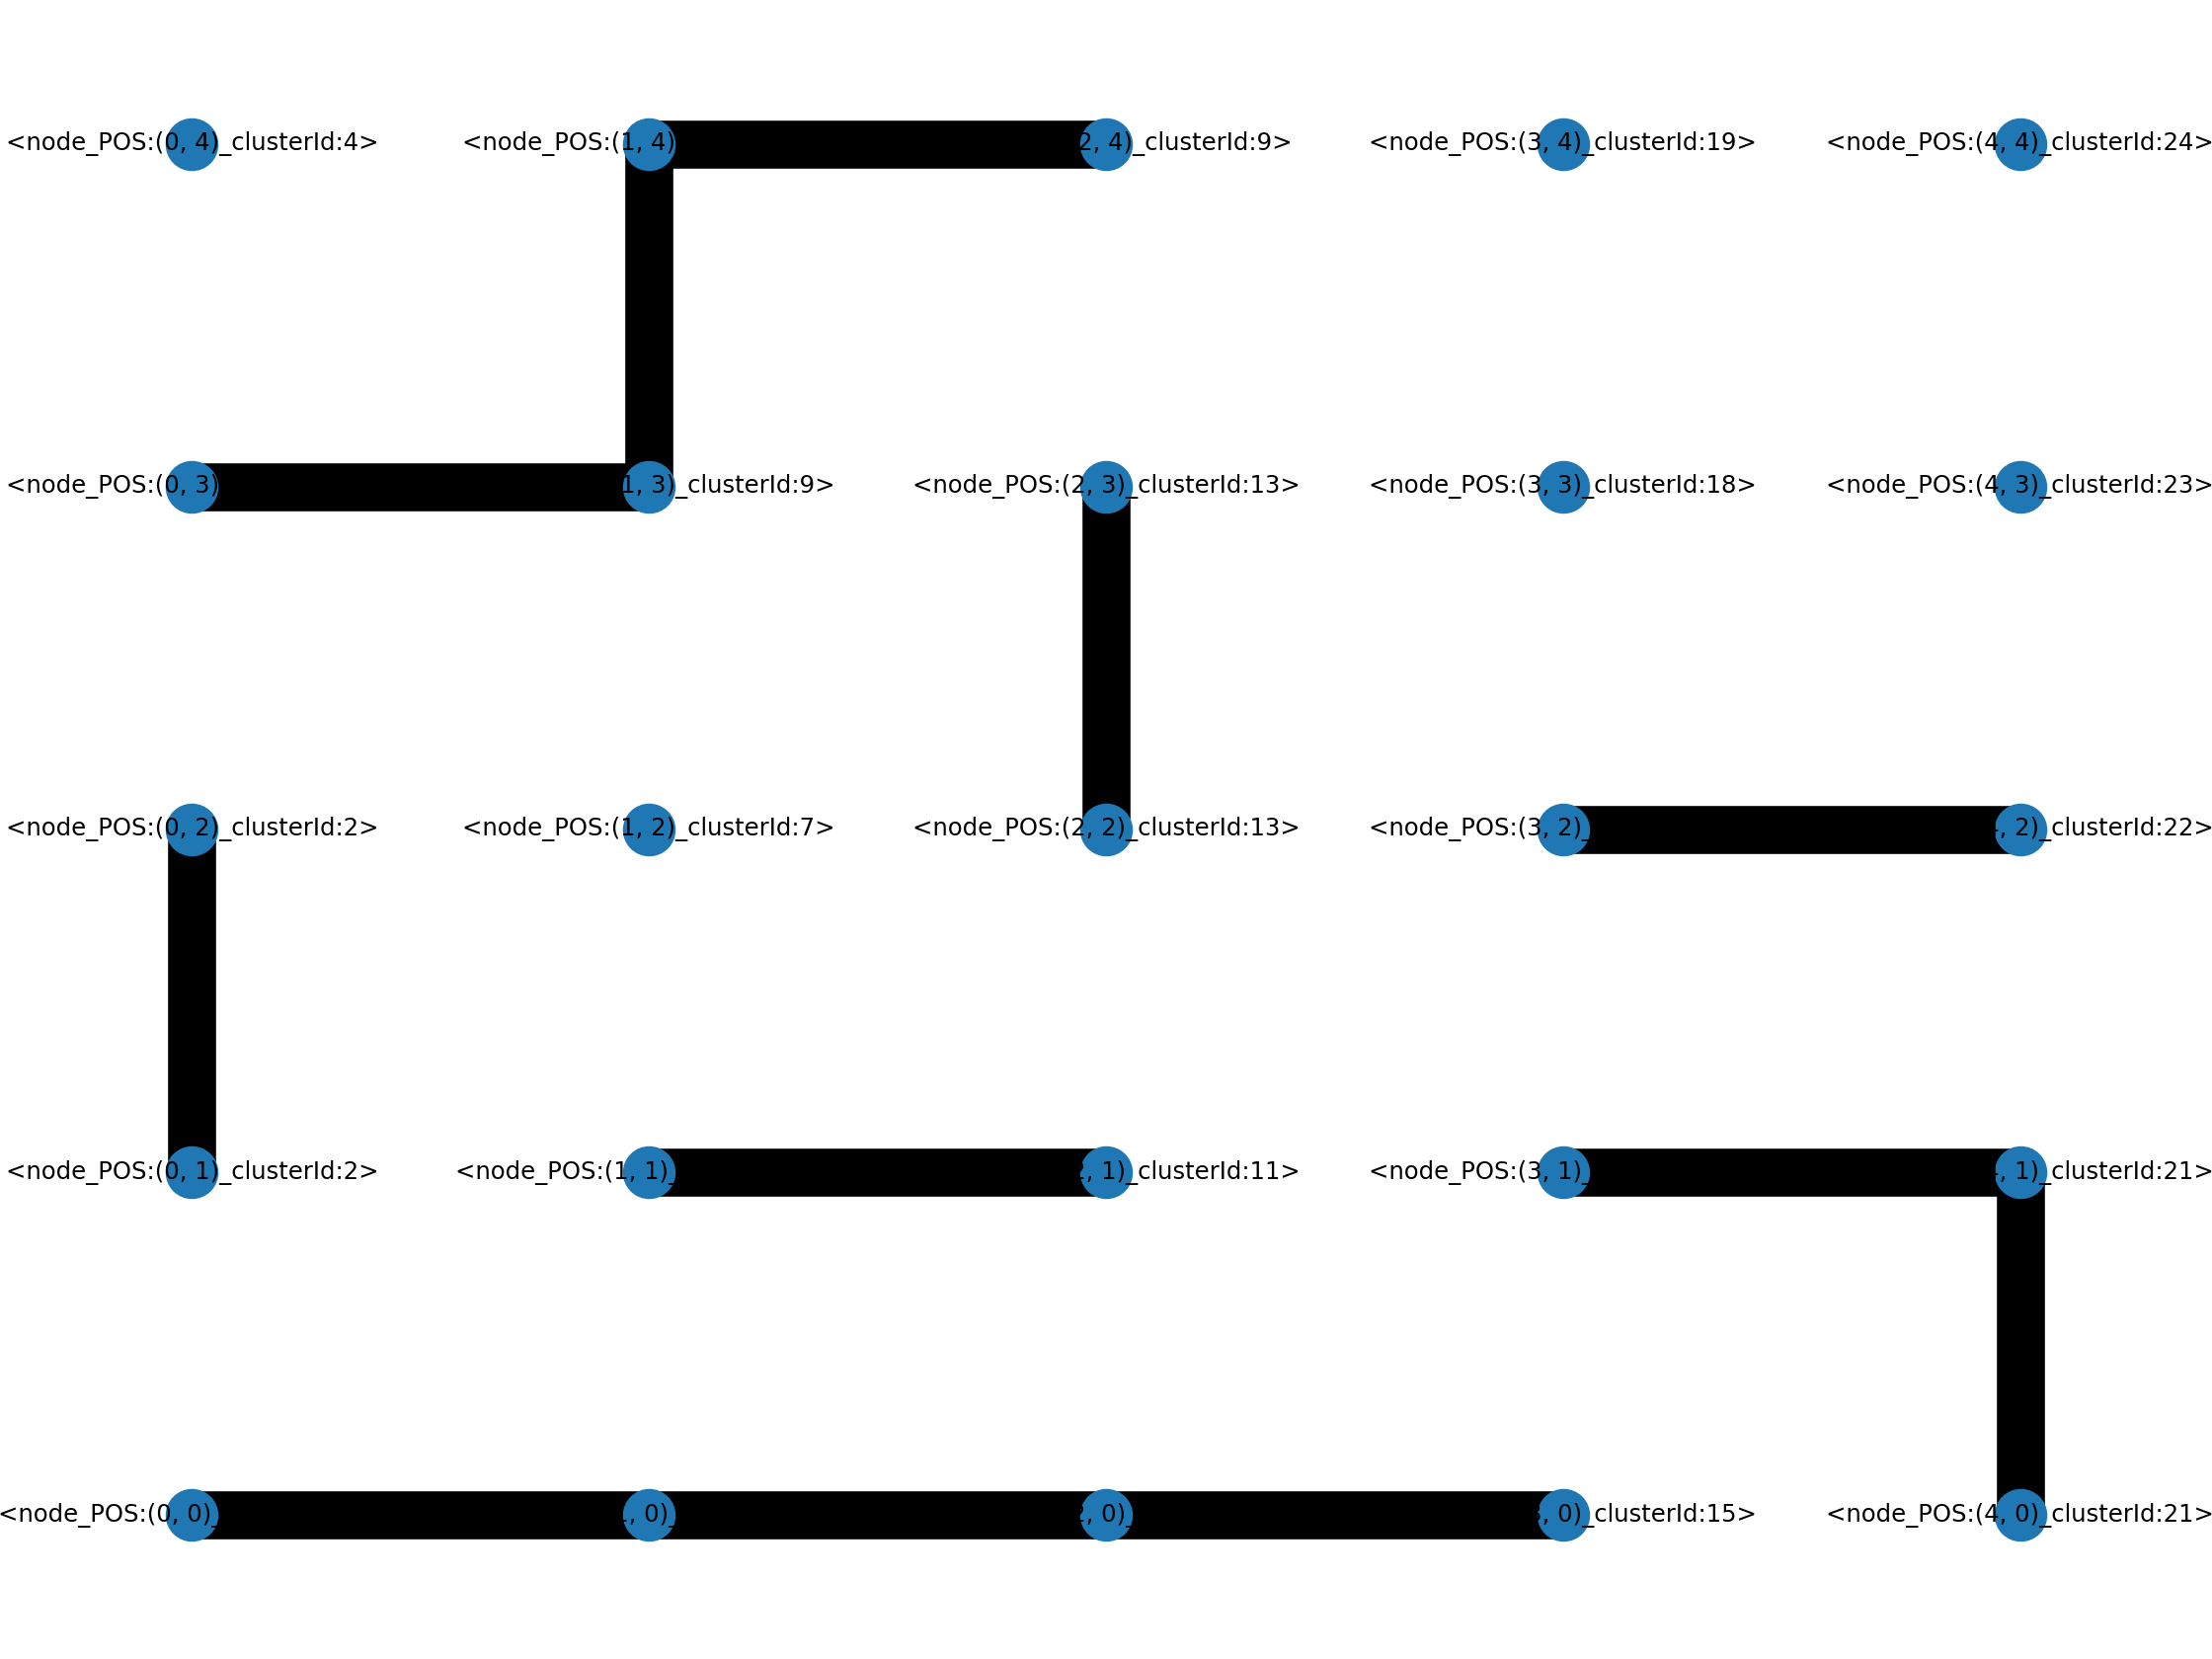 <node_POS:(0, 4)_clusterId:4> <node_POS:(1, 4) 2, 4)_clusterId:9> <node_POS:(3, 4)_clusterId:19> <node_POS:(4, 4)_clusterId:24>
<node_POS:(0, 3) 1, 3)_clusterId:9> <node_POS:(2, 3)_clusterId:13> <node_POS:(3, 3)_clusterId:18> <node_POS:(4, 3)_clusterId:23>
<node_POS:(0, 2)_clusterId:2> <node_POS:(1, 2)_clusterId:7> <node_POS:(2, 2)_clusterId:13> <node_POS:(3, 2)_ , 2)_clusterId:22>
<node_POS:(0, 1)_clusterId:2> <node_POS:(1, 1)_ 2, 1)_clusterId:11> <node_POS:(3, 1)_ , 1)_clusterId:21>
<node_POS:(0, 0)_ 1, 0)_ 2, 0)_ 3, 0)_clusterId:15> <node_POS:(4, 0)_clusterId:21>